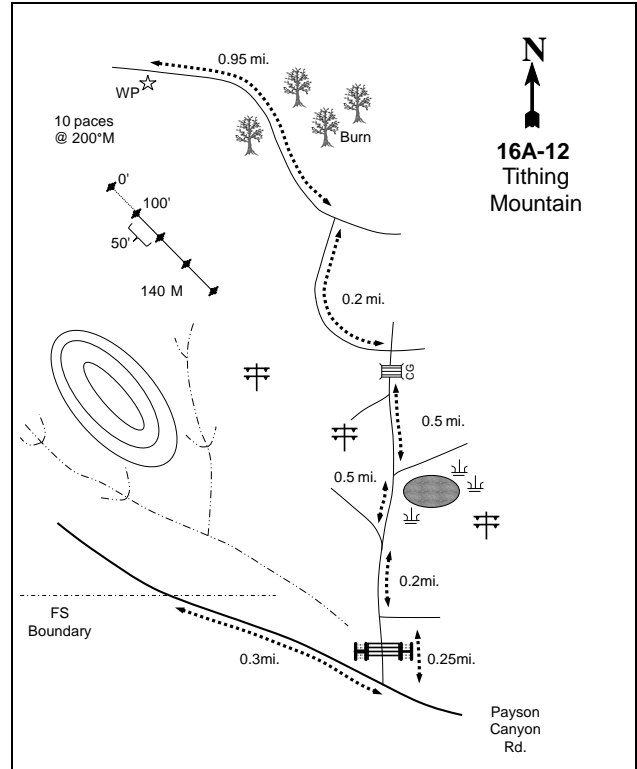 0.95 mi.
N
WP
10 paces
@ 200°M
Burn
16A-12
Tithing
Mountain
0'
100'
50'
140 M
0.2 mi.
CG
0.5 mi.
0.5 mi.
0.2mi.
FS
Boundary
0.3mi.
0.25mi.
Payson
Canyon
Rd.